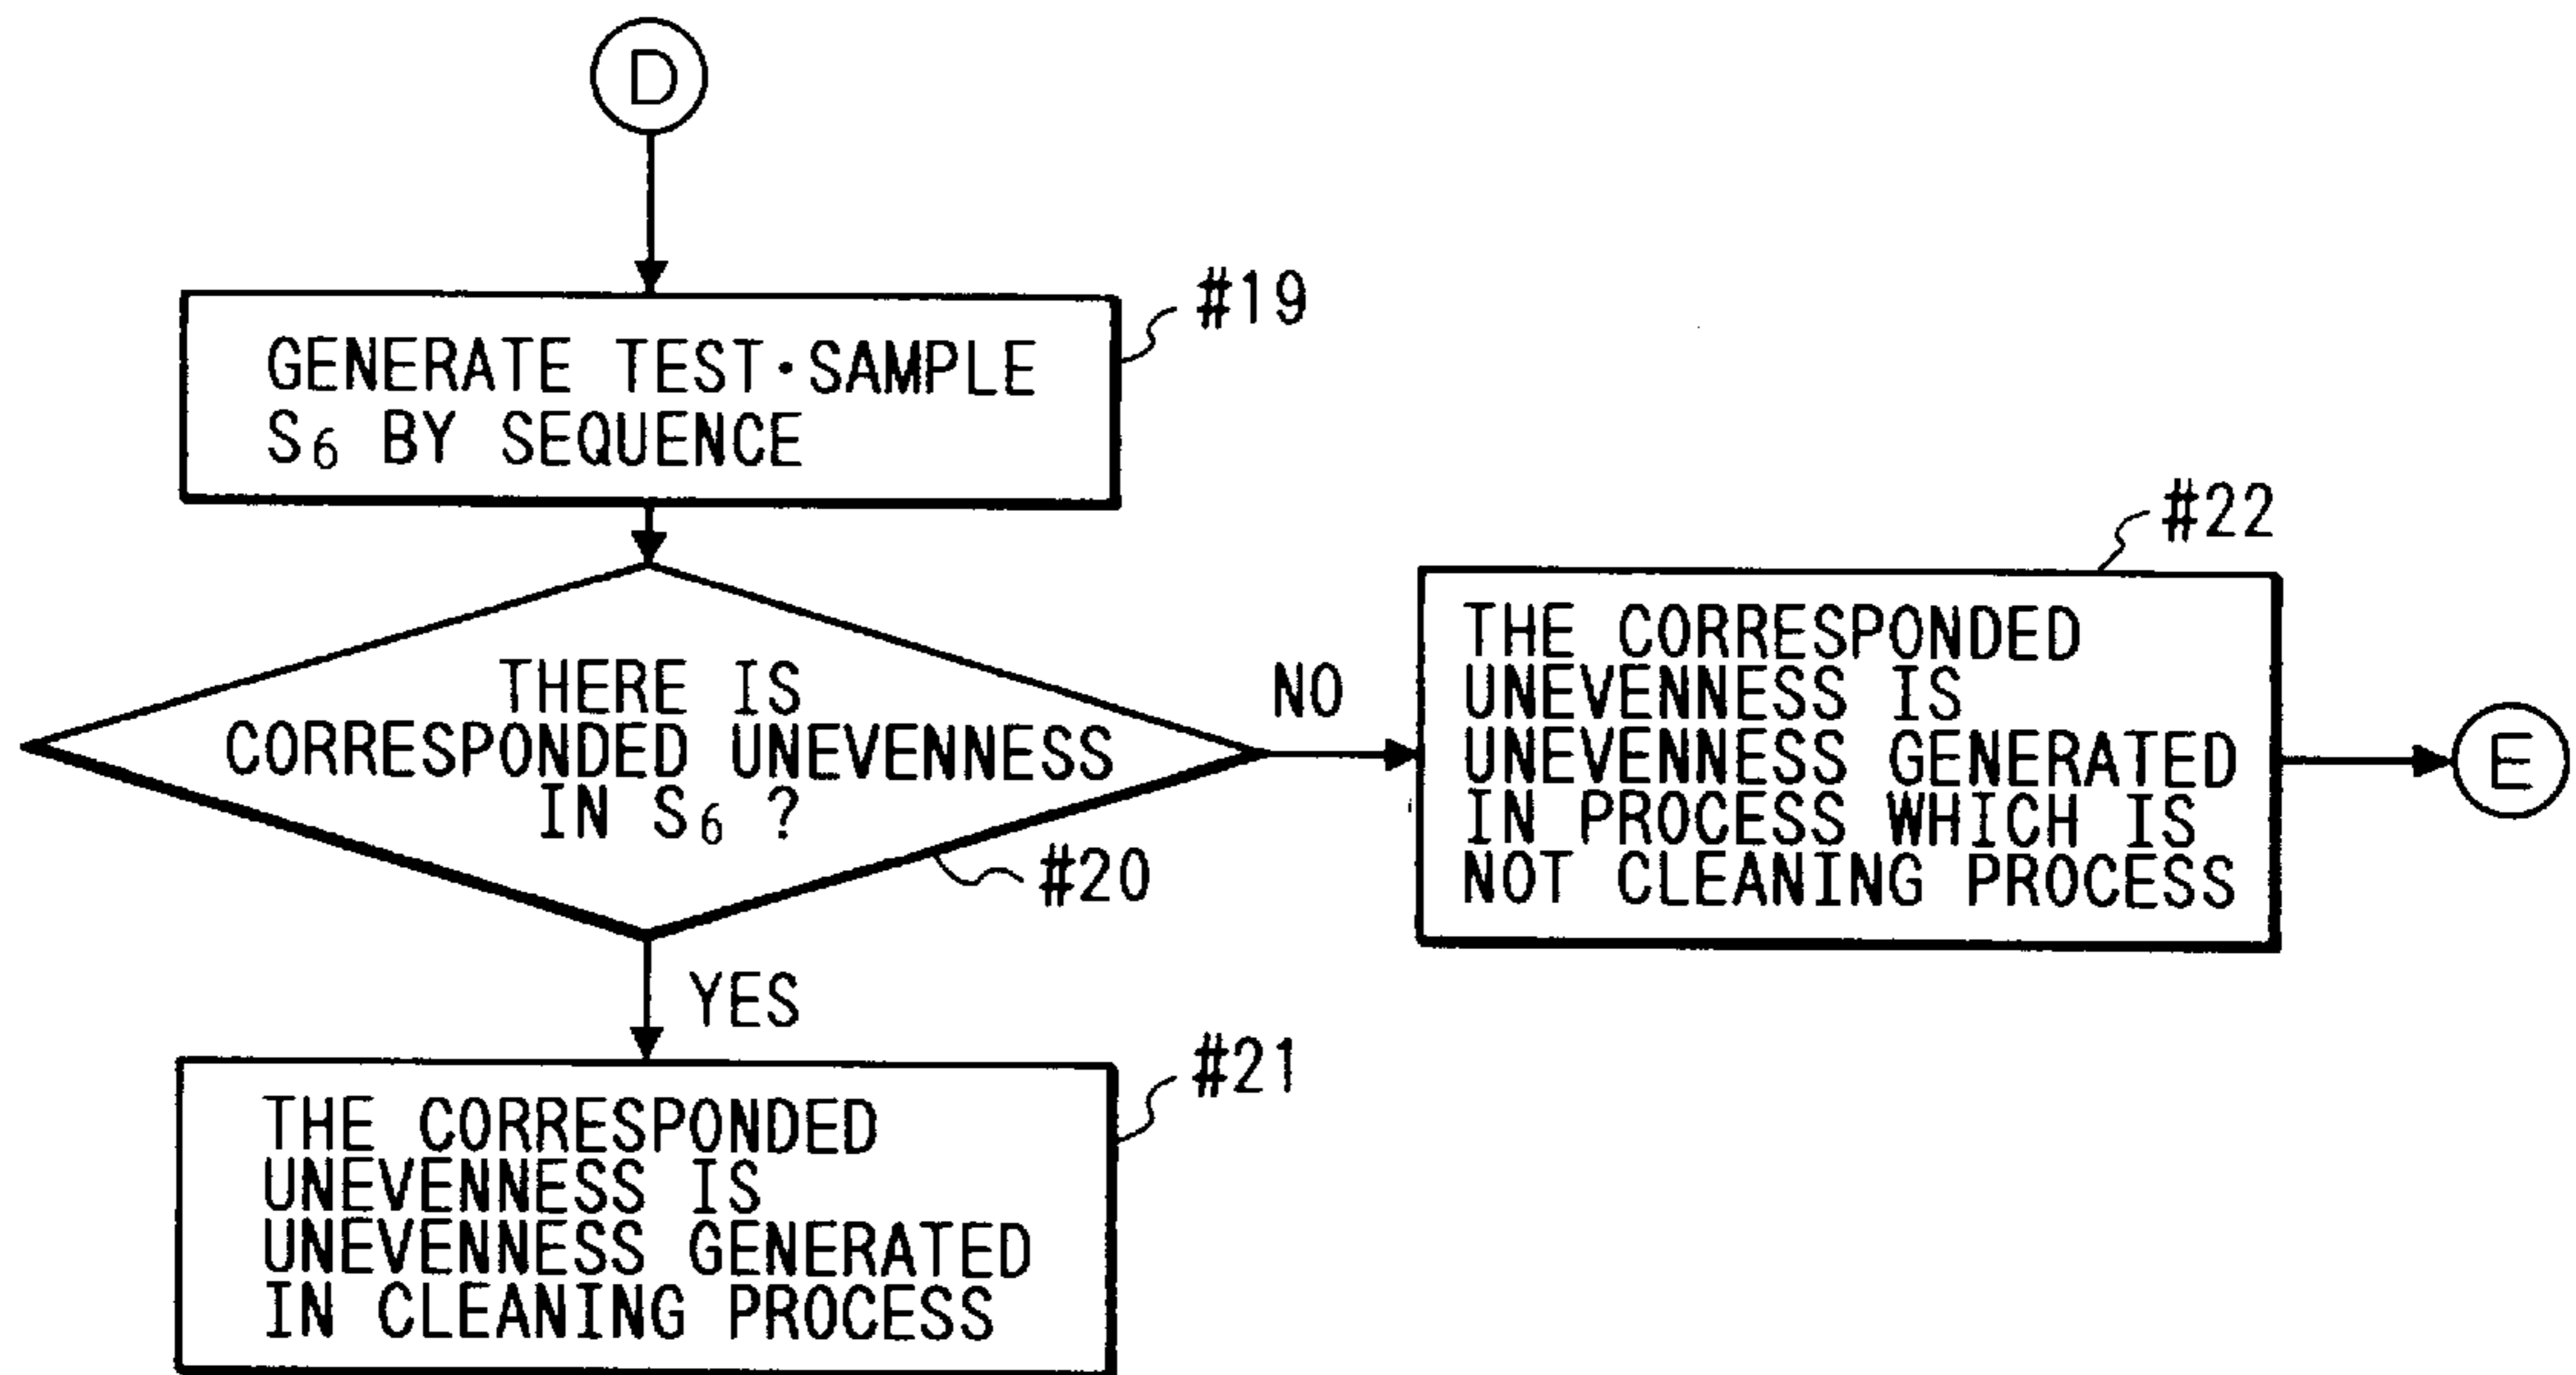 D
#19
GENERATE TEST·SAMPLE
S6 BY SEQUENCE
THERE IS
CORRESPONDED UNEVENNESS
IN S6 ?
#20
NO
#22
THE CORRESPONDED
UNEVENNESS IS
UNEVENNESS GENERATED
IN PROCESS WHICH IS
NOT CLEANING PROCESS
E
YES
#21
THE CORRESPONDED
UNEVENNESS IS
UNEVENNESS GENERATED
IN CLEANING PROCESS